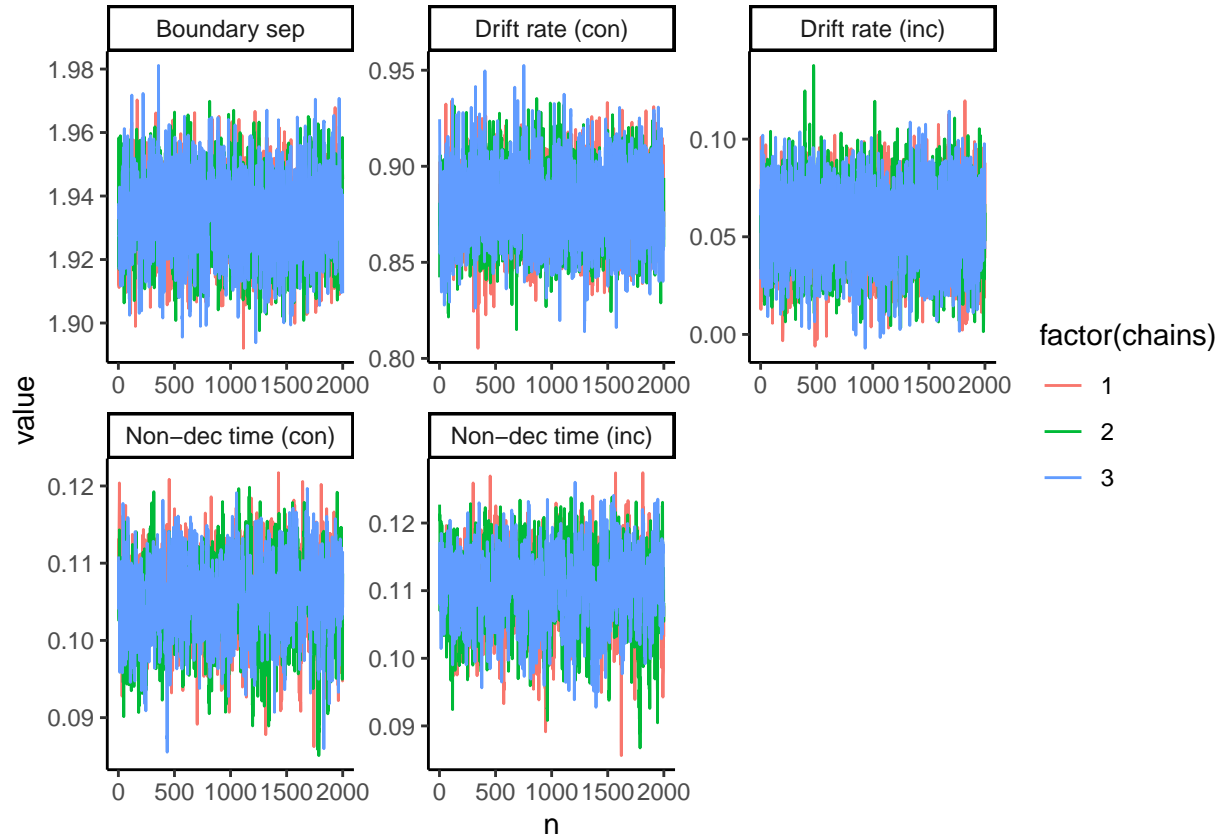 Boundary sep
Drift rate (con)
Drift rate (inc)
1.98
1.96
1.94
1.92
1.90
0.95
0.90
0.85
0.80
0.10
0.05
0.00
0 500 1000 1500 2000
0 500 1000 1500 2000
0 500 1000 1500 2000
value
Non−dec time (con)
Non−dec time (inc)
0.12
0.11
0.10
0.09
0.12
0.11
0.10
0.09
0 500 1000 1500 2000
0 500 1000 1500 2000
n
factor(chains)
1
2
3